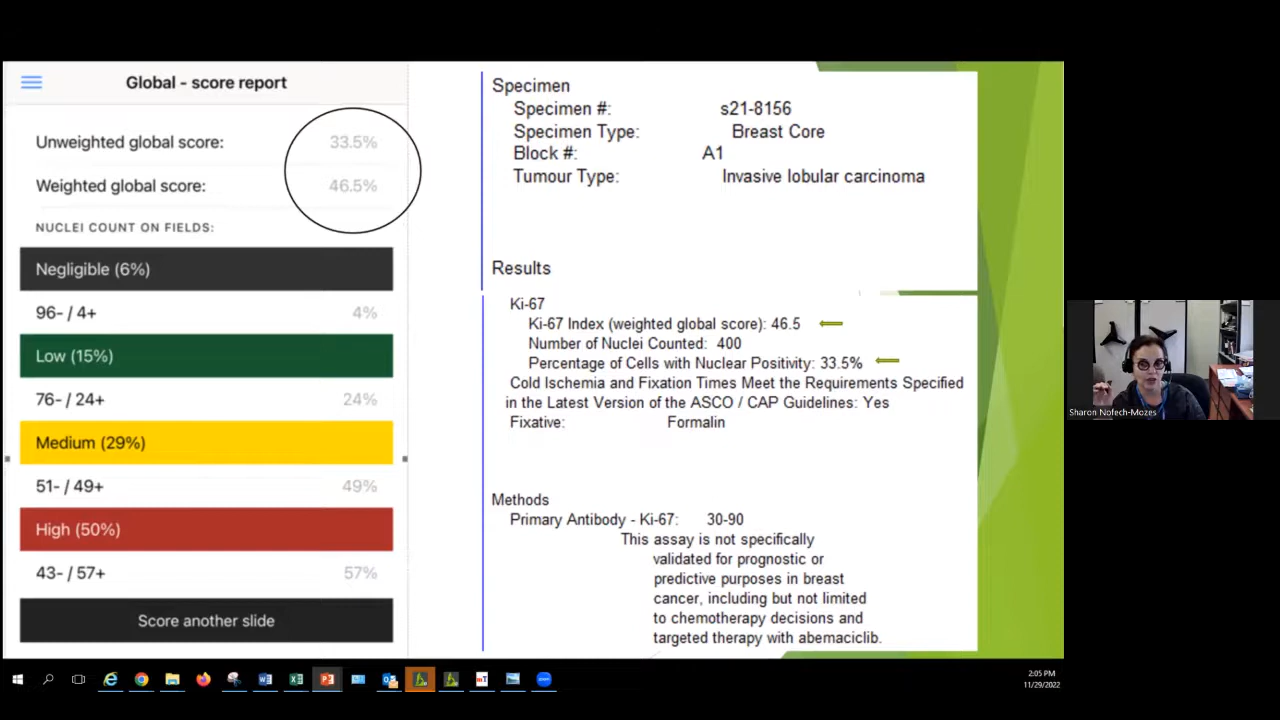 Global - score report
Unweighted global score: 33.5%
Weighted global score: 46.5%
NUCLEI COUNT ON FIELDS:
Negligible (6%)
96- / 4+ 4%
Low (15%)
76- / 24+ 24%
Medium (29%)
51- / 49+ 49%
High (50%)
43- / 57+ 57%
Score another slide
Specimen
Specimen #: s21-8156
Specimen Type: Breast Core
Block #: A1
Tumour Type: Invasive lobular carcinoma
Results
Ki-67
Ki-67 Index (weighted global score): 46.5
Number of Nuclei Counted: 400
Percentage of Cells with Nuclear Positivity: 33.5%
Cold Ischemia and Fixation Times Meet the Requirements Specified
in the Latest Version of the ASCO / CAP Guidelines: Yes
Fixative: Formalin
Methods
Primary Antibody - Ki-67: 30-90
This assay is not specifically
validated for prognostic or
predictive purposes in breast
cancer, including but not limited
to chemotherapy decisions and
targeted therapy with abemaciclib.
Sharon Nofech-Mozes
2:05 PM
11/29/2022